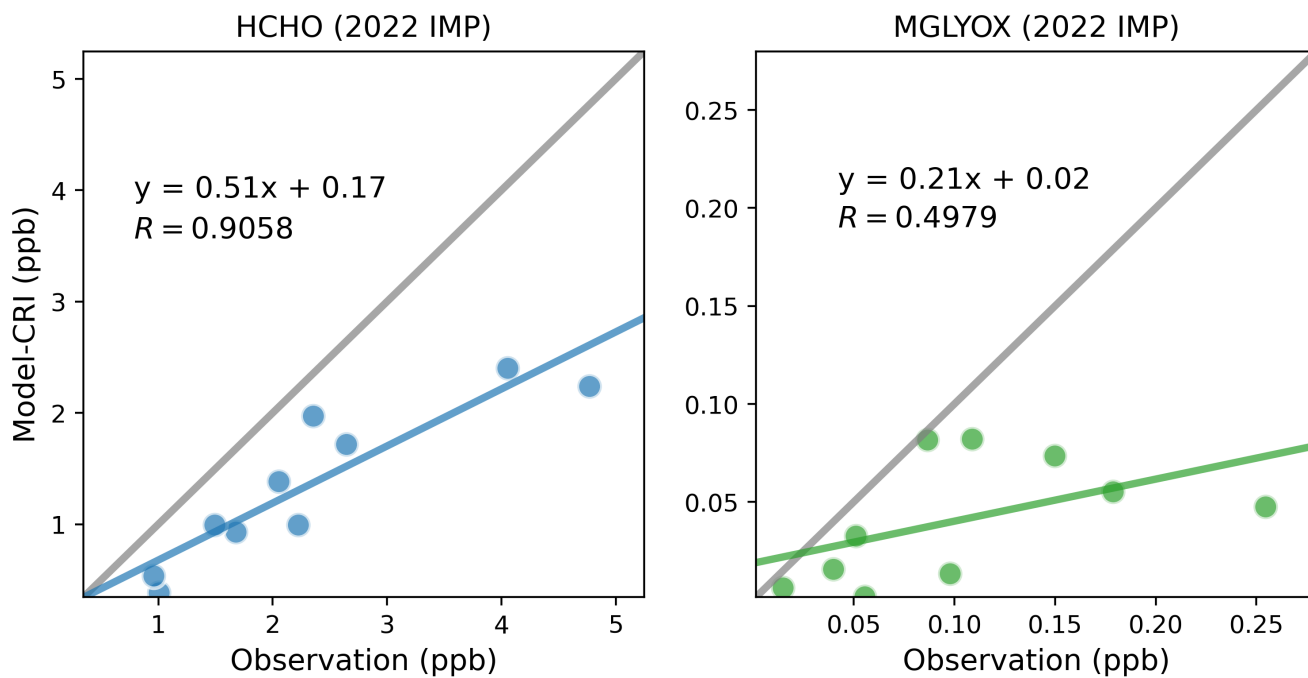 HCHO (2022 IMP)
5
4
3
2
1
y = 0.51x + 0.17
R = 0.9058
Model-CRI (ppb)
1 2 3 4 5
Observation (ppb)
MGLYOX (2022 IMP)
0.25
0.20
0.15
0.10
0.05
y = 0.21x + 0.02
R = 0.4979
0.05 0.10 0.15 0.20 0.25
Observation (ppb)